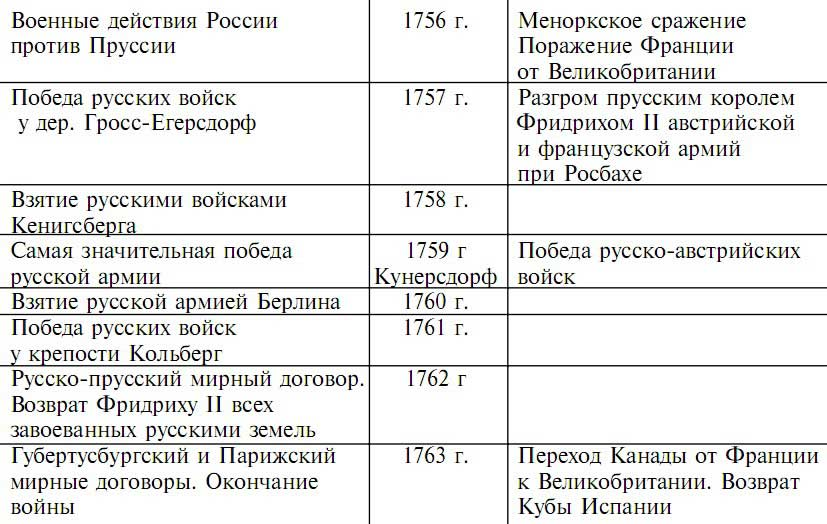 Военные действия России
против Пруссии
1756 г.
Меноркское сражение
Поражение Франции
от Великобритании
Победа русских войск
у дер. Гросс-Егерсдорф
1757 г.
Разгром прусским королем
Фридрихом II австрийской
и французской армий
при Росбахе
Взятие русскими войсками
Кенигсберга
1758 г.
Самая значительная победа
русской армии
1759 г
Кунерсдорф
Победа русско-австрийских
войск
Взятие русской армией Берлина
1760 г.
Победа русских войск
у крепости Кольберг
1761 г.
Русско-прусский мирный договор.
Возврат Фридриху II всех
завоеванных русскими земель
1762 г
Губертусбургский и Парижский
мирные договоры. Окончание
войны
1763 г.
Переход Канады от Франции
к Великобритании. Возврат
Кубы Испании